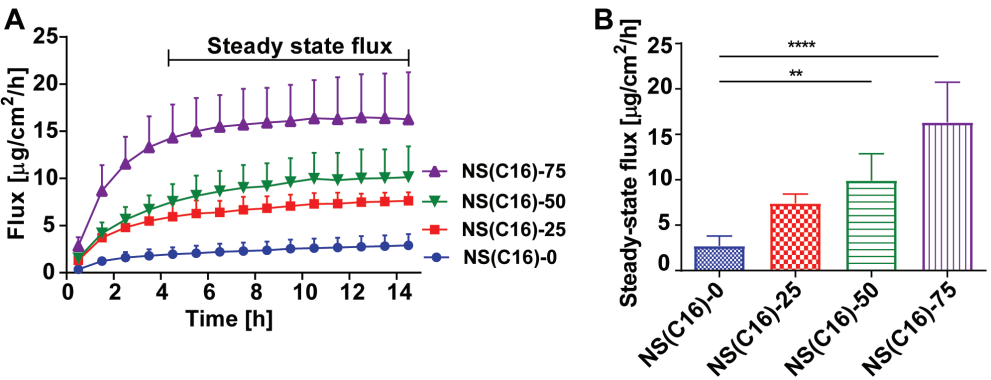 A
Flux [µg/cm²/h]
25
20
15
10
5
0
0 2 4 6 8 10 12 14
Time [h]
Steady state flux
NS(C16)-75
NS(C16)-50
NS(C16)-25
NS(C16)-0
B
Steady-state flux [µg/cm²/h]
25
20
15
10
5
0
****
**
NS(C16)-0
NS(C16)-25
NS(C16)-50
NS(C16)-75